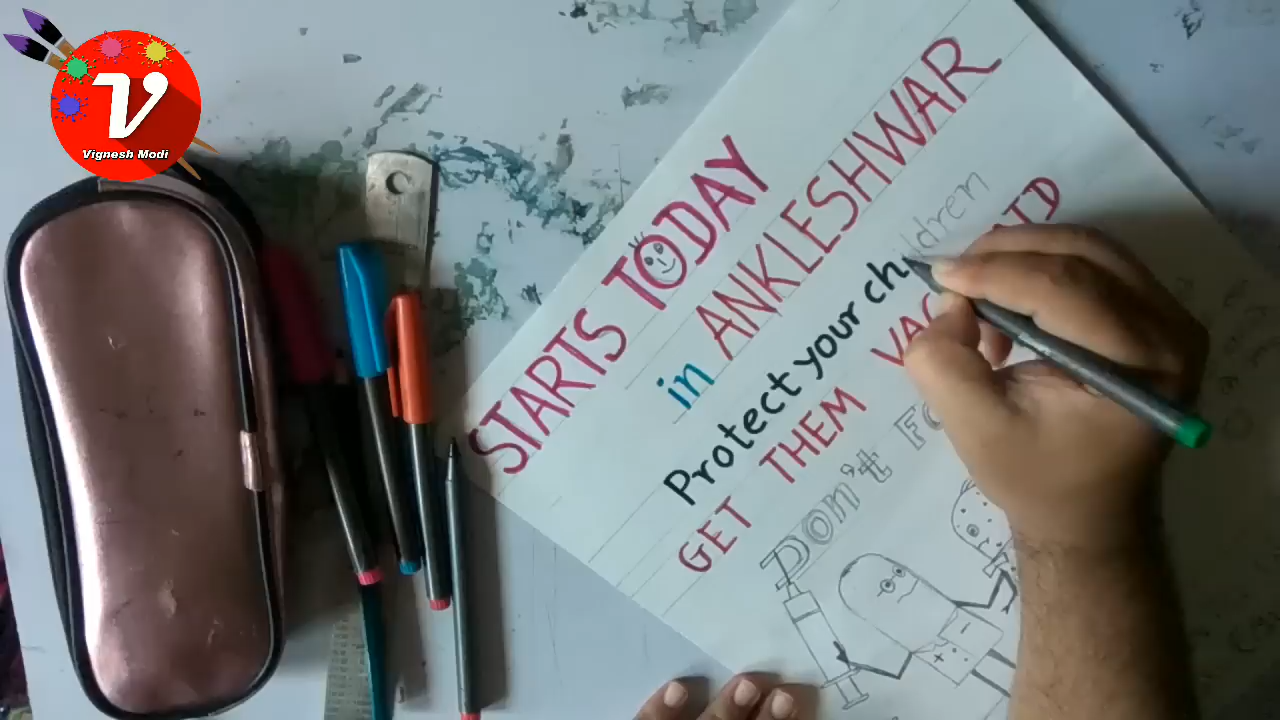 V
Vignesh Modi
STARTS TODAY
in ANKLESHWAR
Protect your children
GET THEM
DON'T